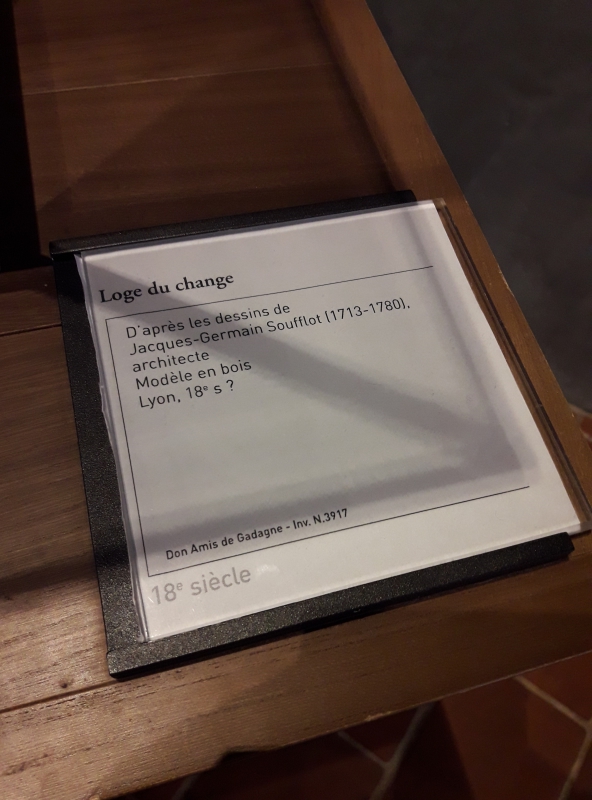 Loge du change
D'après les dessins de
Jacques-Germain Soufflot (1713-1780),
architecte
Modèle en bois
Lyon, 18e s ?
Don Amis de Gadagne - Inv. N.3917
18e siècle